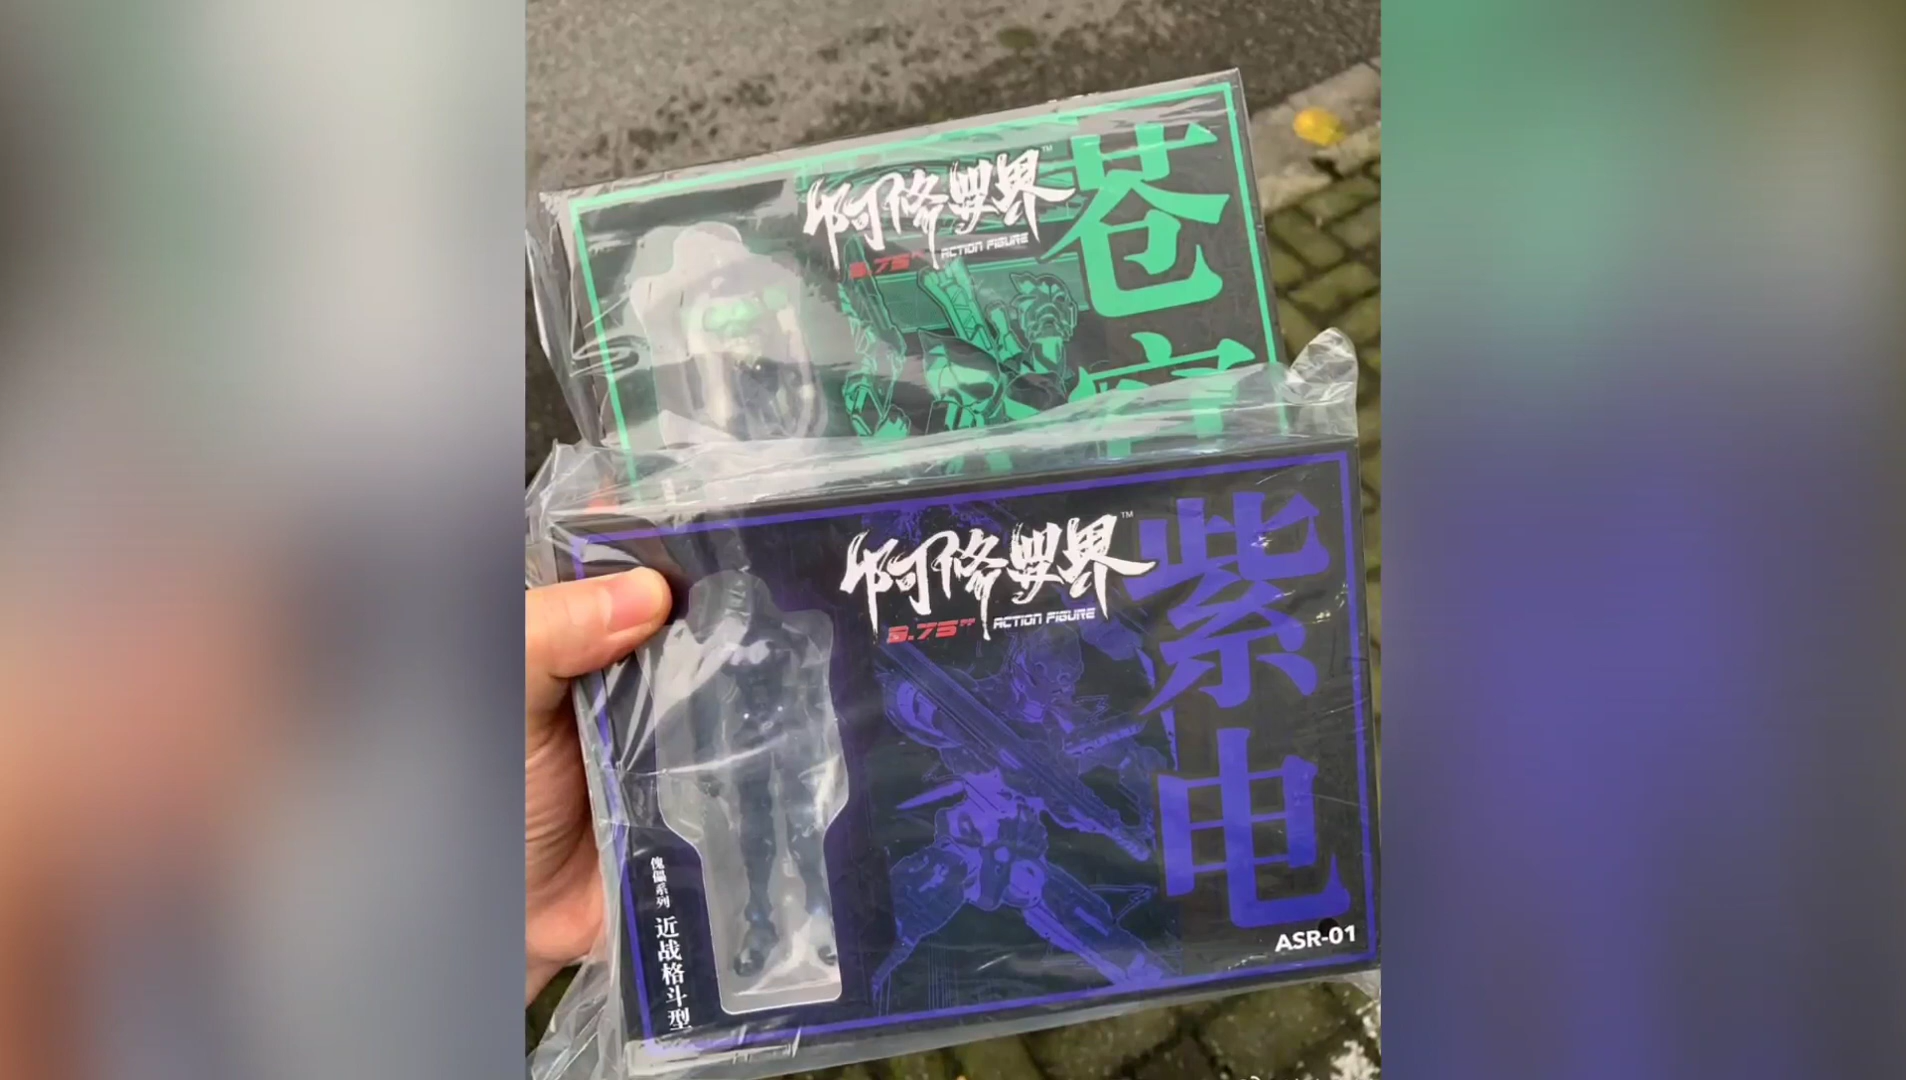 阿修罗界™
3.75"
ACTION FIGURE
苍
阿修罗界™
3.75"
ACTION FIGURE
紫电
ASR-01
傀儡系列 近战格斗型